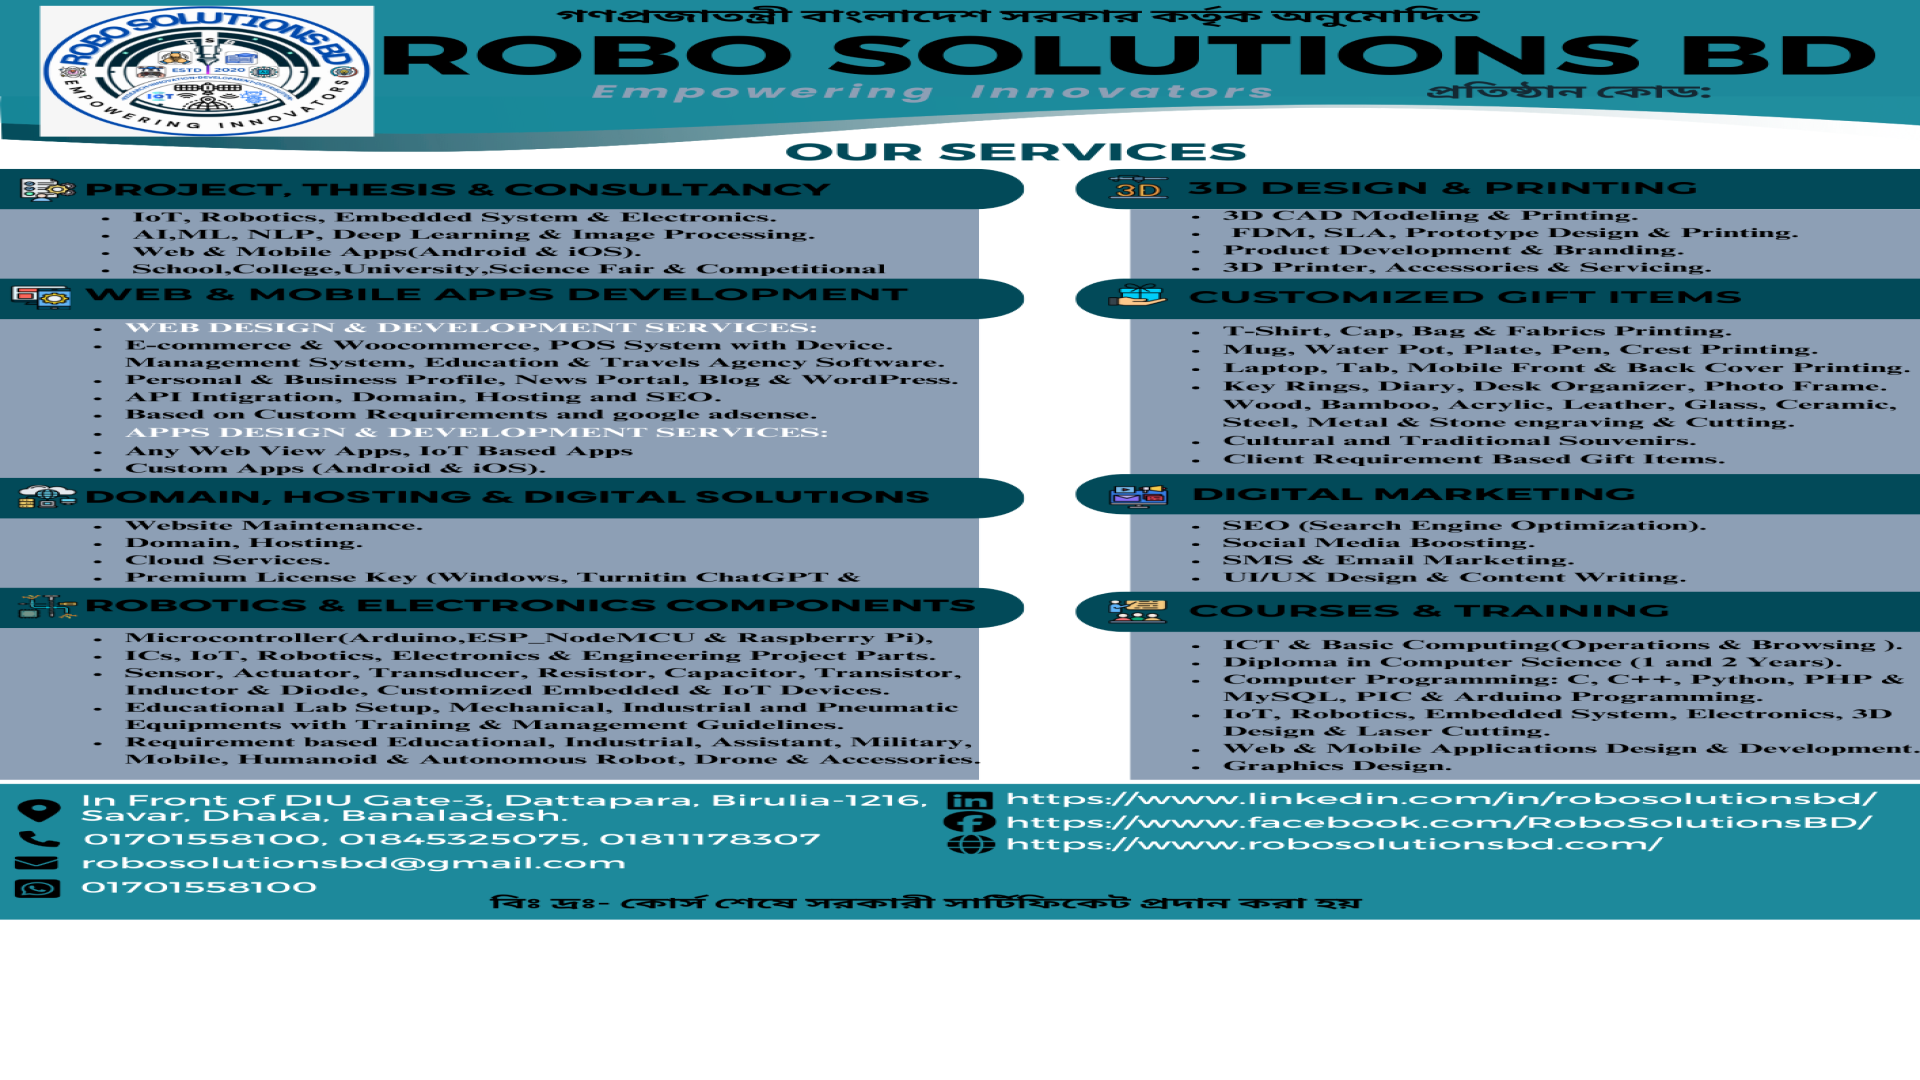 গণপ্রজাতন্ত্রী বাংলাদেশ সরকার কর্তৃক অনুমোদিত
ROBO SOLUTIONS BD
ROBO SOLUTIONS BD
ESTD 2020
IoT
EMPOWERING INNOVATORS
Empowering Innovators
প্রতিষ্ঠান কোড:
OUR SERVICES
PROJECT, THESIS & CONSULTANCY
• IoT, Robotics, Embedded System & Electronics.
• AI,ML, NLP, Deep Learning & Image Processing.
• Web & Mobile Apps(Android & iOS).
• School,College,University,Science Fair & Competitional
WEB & MOBILE APPS DEVELOPMENT
• WEB DESIGN & DEVELOPMENT SERVICES:
• E-commerce & Woocommerce, POS System with Device.
Management System, Education & Travels Agency Software.
• Personal & Business Profile, News Portal, Blog & WordPress.
• API Intigration, Domain, Hosting and SEO.
• Based on Custom Requirements and google adsense.
• APPS DESIGN & DEVELOPMENT SERVICES:
• Any Web View Apps, IoT Based Apps
• Custom Apps (Android & iOS).
DOMAIN, HOSTING & DIGITAL SOLUTIONS
• Website Maintenance.
• Domain, Hosting.
• Cloud Services.
• Premium License Key (Windows, Turnitin ChatGPT &
ROBOTICS & ELECTRONICS COMPONENTS
• Microcontroller(Arduino,ESP_NodeMCU & Raspberry Pi),
• ICs, IoT, Robotics, Electronics & Engineering Project Parts.
• Sensor, Actuator, Transducer, Resistor, Capacitor, Transistor,
Inductor & Diode, Customized Embedded & IoT Devices.
• Educational Lab Setup, Mechanical, Industrial and Pneumatic
Equipments with Training & Management Guidelines.
• Requirement based Educational, Industrial, Assistant, Military,
Mobile, Humanoid & Autonomous Robot, Drone & Accessories.
3D
3D DESIGN & PRINTING
• 3D CAD Modeling & Printing.
• FDM, SLA, Prototype Design & Printing.
• Product Development & Branding.
• 3D Printer, Accessories & Servicing.
CUSTOMIZED GIFT ITEMS
• T-Shirt, Cap, Bag & Fabrics Printing.
• Mug, Water Pot, Plate, Pen, Crest Printing.
• Laptop, Tab, Mobile Front & Back Cover Printing.
• Key Rings, Diary, Desk Organizer, Photo Frame.
Wood, Bamboo, Acrylic, Leather, Glass, Ceramic,
Steel, Metal & Stone engraving & Cutting.
• Cultural and Traditional Souvenirs.
• Client Requirement Based Gift Items.
DIGITAL MARKETING
• SEO (Search Engine Optimization).
• Social Media Boosting.
• SMS & Email Marketing.
• UI/UX Design & Content Writing.
COURSES & TRAINING
• ICT & Basic Computing(Operations & Browsing ).
• Diploma in Computer Science (1 and 2 Years).
• Computer Programming: C, C++, Python, PHP &
MySQL, PIC & Arduino Programming.
• IoT, Robotics, Embedded System, Electronics, 3D
Design & Laser Cutting.
• Web & Mobile Applications Design & Development.
• Graphics Design.
In Front of DIU Gate-3, Dattapara, Birulia-1216,
Savar, Dhaka, Banaladesh.
01701558100, 01845325075, 01811178307
robosolutionsbd@gmail.com
01701558100
https://www.linkedin.com/in/robosolutionsbd/
https://www.facebook.com/RoboSolutionsBD/
https://www.robosolutionsbd.com/
বিঃ দ্রঃ- কোর্স শেষে সরকারী সার্টিফিকেট প্রদান করা হয়